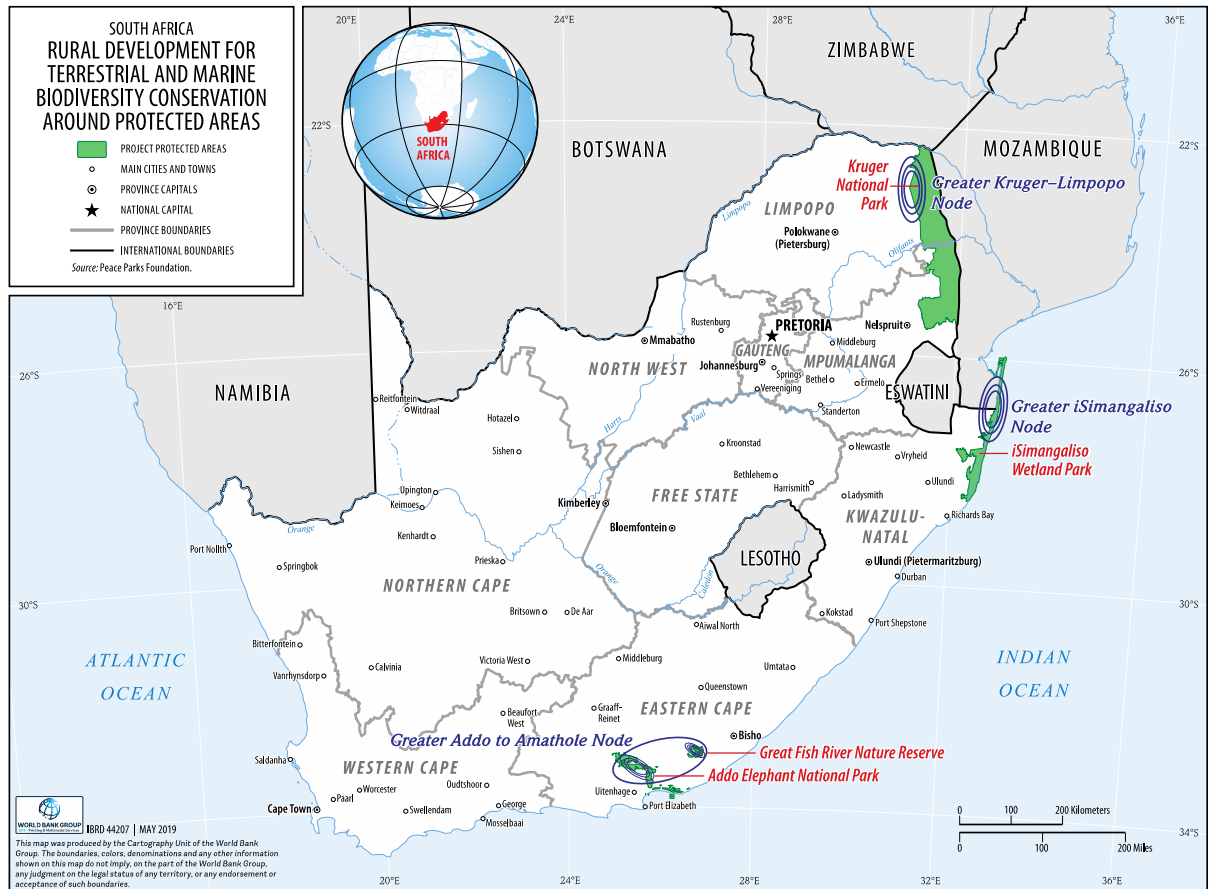 SOUTH AFRICA
RURAL DEVELOPMENT FOR
TERRESTRIAL AND MARINE
BIODIVERSITY CONSERVATION
AROUND PROTECTED AREAS
PROJECT PROTECTED AREAS
MAIN CITIES AND TOWNS
PROVINCE CAPITALS
NATIONAL CAPITAL
PROVINCE BOUNDARIES
INTERNATIONAL BOUNDARIES
Source: Peace Parks Foundation.
20°E
24°E
28°E
36°E
SOUTH
AFRICA
22°S
22°S
ZIMBABWE
BOTSWANA
MOZAMBIQUE
Kruger
National
Park
Greater Kruger–Limpopo
Node
Limpopo
LIMPOPO
Polokwane
(Pietersburg)
Olifants
16°E
NAMIBIA
26°S
26°S
Rustenburg
PRETORIA
Nelspruit
Mmabatho
GAUTENG
Middleburg
NORTH WEST
MPUMALANGA
Johannesburg
Springs
Bethel
Ermelo
Vereeniging
ESWATINI
Standerton
Reitfontein
Witdraal
Hotazel
Harts
Vaal
Greater iSimangaliso
Node
Sishen
Kroonstad
Newcastle
Vryheid
iSimangaliso
Wetland Park
Bethlehem
Harrismith
Ulundi
Upington
Keimoes
Kimberley
FREE STATE
Ladysmith
KWAZULU-
NATAL
Richards Bay
Orange
Kenhardt
Bloemfontein
Port Nollth
Springbok
Prieska
LESOTHO
Ulundi (Pietermaritzburg)
Durban
Orange
Caledon
NORTHERN CAPE
30°S
30°S
Britsown
De Aar
Aiwal North
Kokstad
Port Shepstone
Bitterfontein
Calvinia
Victoria West
Middleburg
Umtata
ATLANTIC
OCEAN
INDIAN
OCEAN
Vanrhynsdorp
Queenstown
Beaufort
West
Graaff-
Reinet
EASTERN CAPE
Bisho
Greater Addo to Amathole Node
Great Fish River Nature Reserve
Addo Elephant National Park
Saldanha
WESTERN CAPE
Worcester
Oudtshoorn
Uitenhage
Paarl
Cape Town
Swellendam
George
Mosselbaai
Port Elizabeth
0 100 200 Kilometers
0 100 200 Miles
34°S
20°E
24°E
28°E
32°E
WORLD BANK GROUP
IBRD 44207 | MAY 2019
This map was produced by the Cartography Unit of the World Bank
Group. The boundaries, colors, denominations and any other information
shown on this map do not imply, on the part of the World Bank Group,
any judgment on the legal status of any territory, or any endorsement or
acceptance of such boundaries.